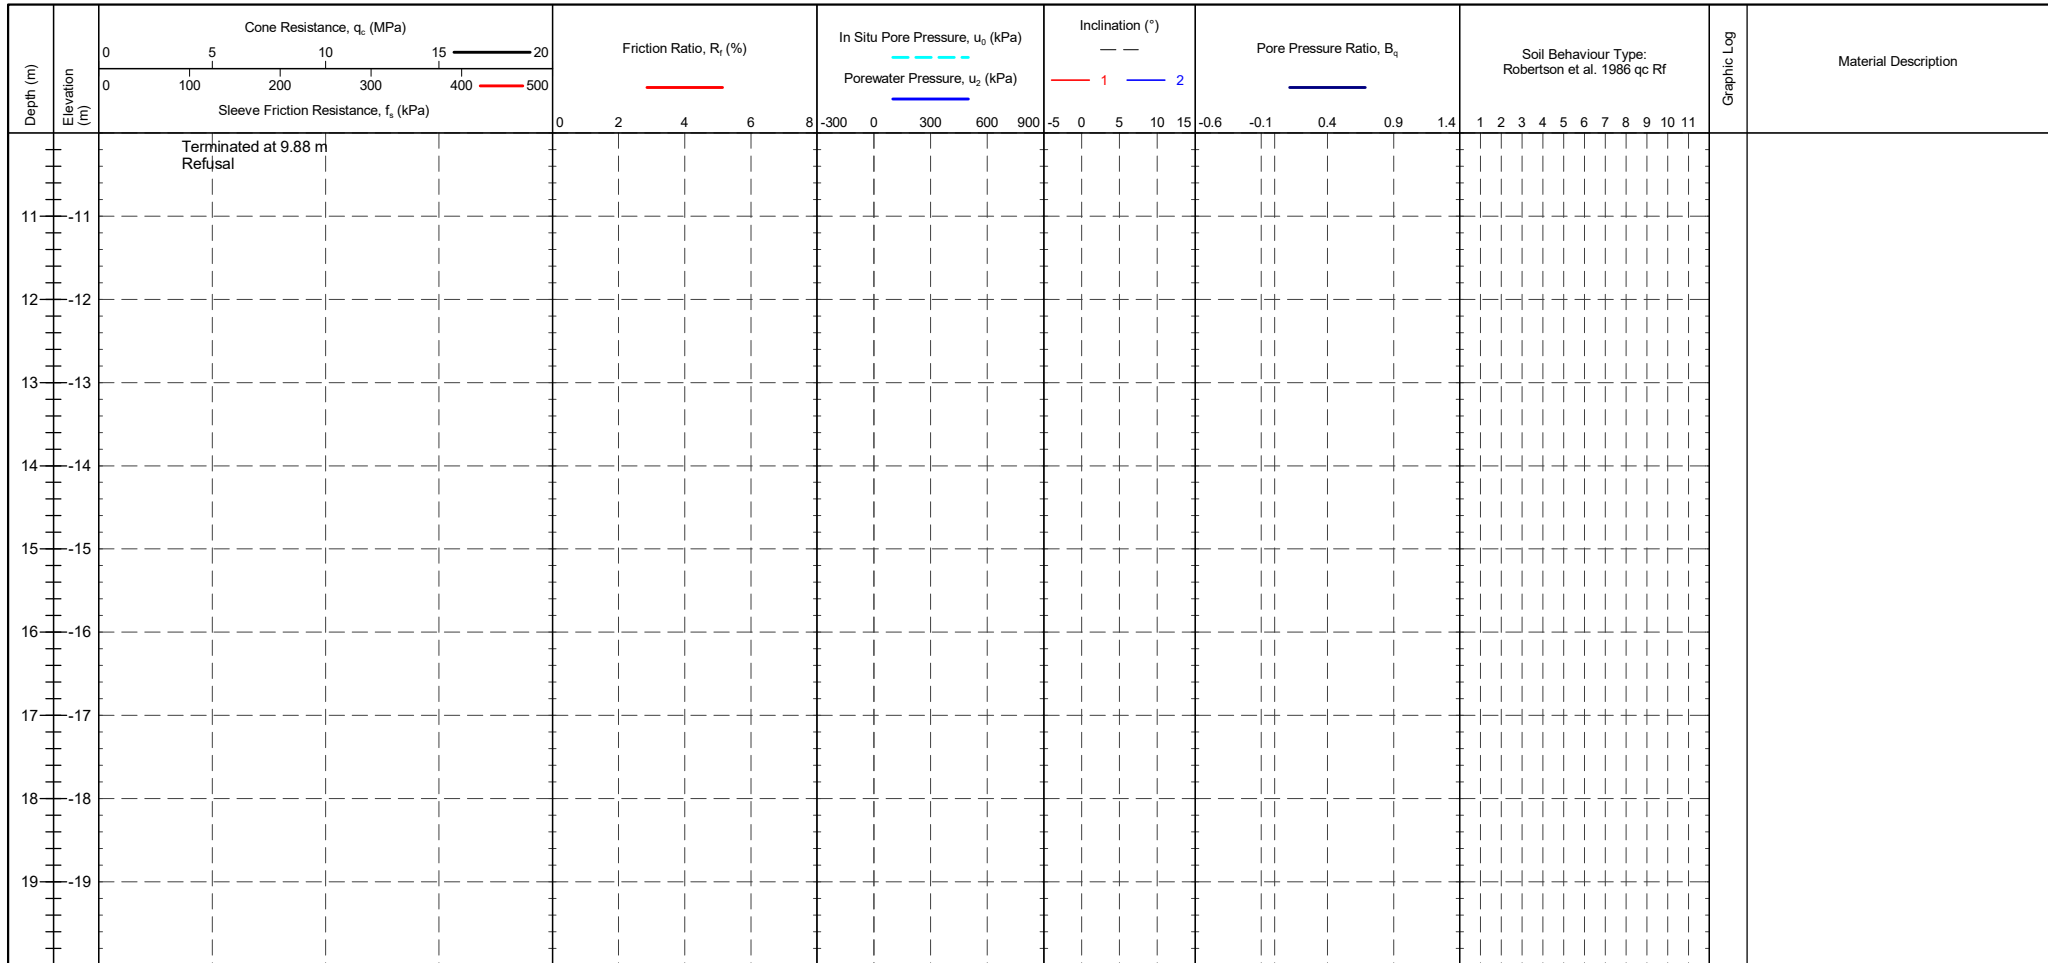 Depth (m)
Elevation
(m)
Cone Resistance, qc (MPa)
0 5 10 15 20
0 100 200 300 400 500
Sleeve Friction Resistance, fs (kPa)
Friction Ratio, Rf (%)
0 2 4 6 8
In Situ Pore Pressure, u0 (kPa)
Porewater Pressure, u2 (kPa)
-300 0 300 600 900
Inclination (°)
1 2
-5 0 5 10 15
Pore Pressure Ratio, Bq
-0.6 -0.1 0.4 0.9 1.4
Soil Behaviour Type:
Robertson et al. 1986 qc Rf
1 2 3 4 5 6 7 8 9 10 11
Graphic Log
Material Description
Terminated at 9.88 m
Refusal
11 -11
12 -12
13 -13
14 -14
15 -15
16 -16
17 -17
18 -18
19 -19